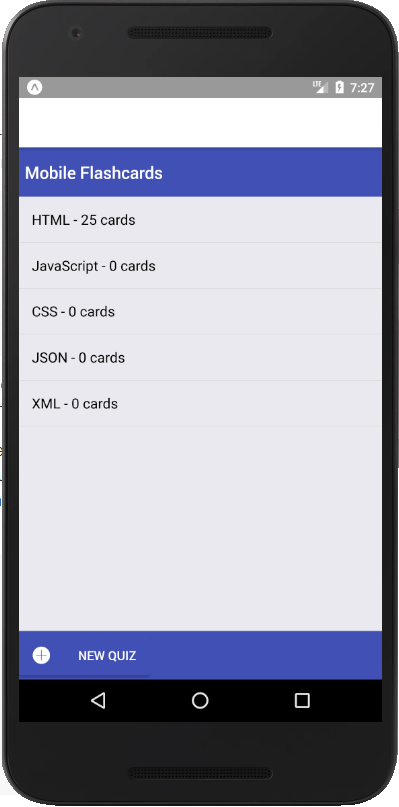 LTE 7:27
Mobile Flashcards
HTML - 25 cards
JavaScript - 0 cards
CSS - 0 cards
JSON - 0 cards
XML - 0 cards
NEW QUIZ